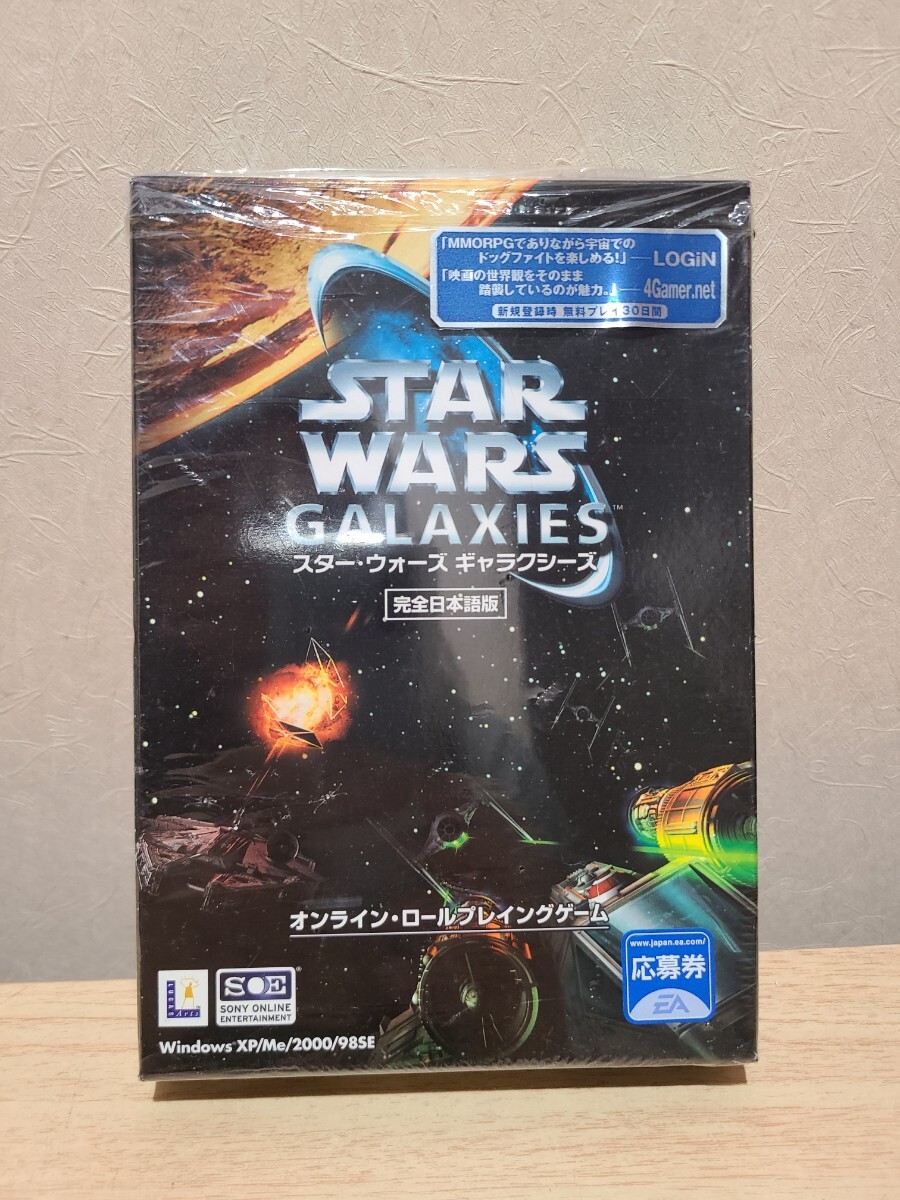 「MMORPGでありながら宇宙での
ドッグファイトを楽しめる!」── LOGiN
「映画の世界観をそのまま
踏襲しているのが魅力。」── 4Gamer.net
新規登録時 無料プレイ30日間
STAR
WARS
GALAXIES™
スター・ウォーズ ギャラクシーズ
完全日本語版
オンライン・ロールプレイングゲーム
www.japan.ea.com/
応募券
EA
LUCAS
Arts
SOE®
SONY ONLINE
ENTERTAINMENT
Windows® XP/Me/2000/98SE